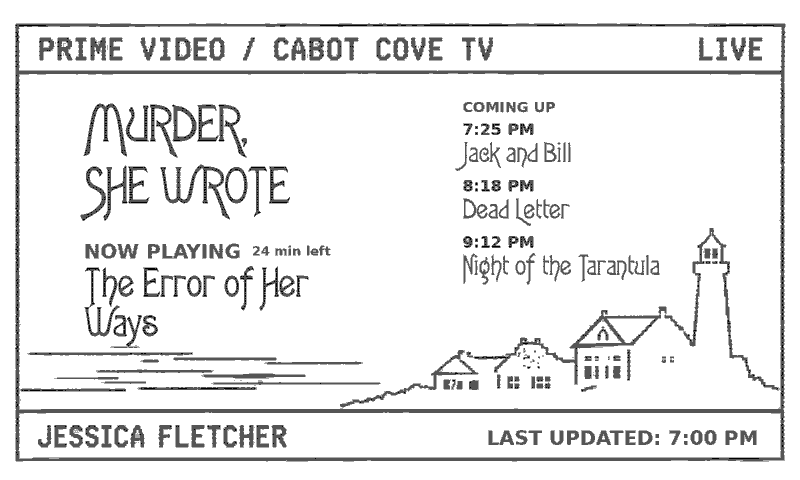 PRIME VIDEO / CABOT COVE TV
LIVE
MURDER,
SHE WROTE
NOW PLAYING 24 min left
The Error of Her
Ways
COMING UP
7:25 PM
Jack and Bill
8:18 PM
Dead Letter
9:12 PM
Night of the Tarantula
JESSICA FLETCHER
LAST UPDATED: 7:00 PM